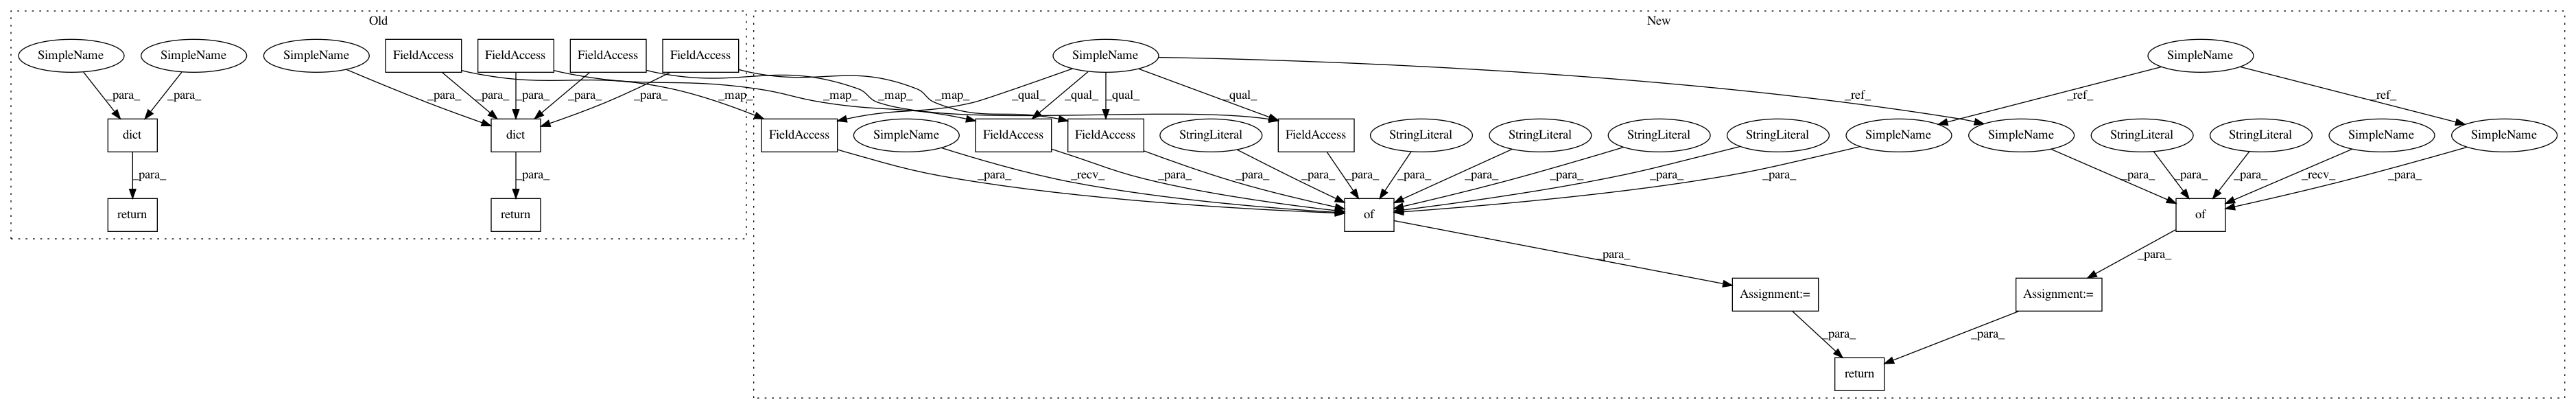 Old New
SimpleName SimpleName SimpleName FieldAccess FieldAccess FieldAccess FieldAccess SimpleName SimpleName
_para_ _para_ _para_ _para_ _para_ _para_ _para_ _map_ _map_ _map_ _map_ _qual_ _qual_ _qual_ _qual_ _ref_ _ref_ _ref_
dict dict FieldAccess SimpleName FieldAccess FieldAccess StringLiteral FieldAccess StringLiteral StringLiteral StringLiteral StringLiteral SimpleName SimpleName StringLiteral StringLiteral SimpleName SimpleName
_para_ _para_ _para_ _recv_ _para_ _para_ _para_ _para_ _para_ _para_ _para_ _para_ _para_ _para_ _para_ _para_ _recv_ _para_
return return of of
_para_ _para_
Assignment:= Assignment:=
_para_ _para_
return